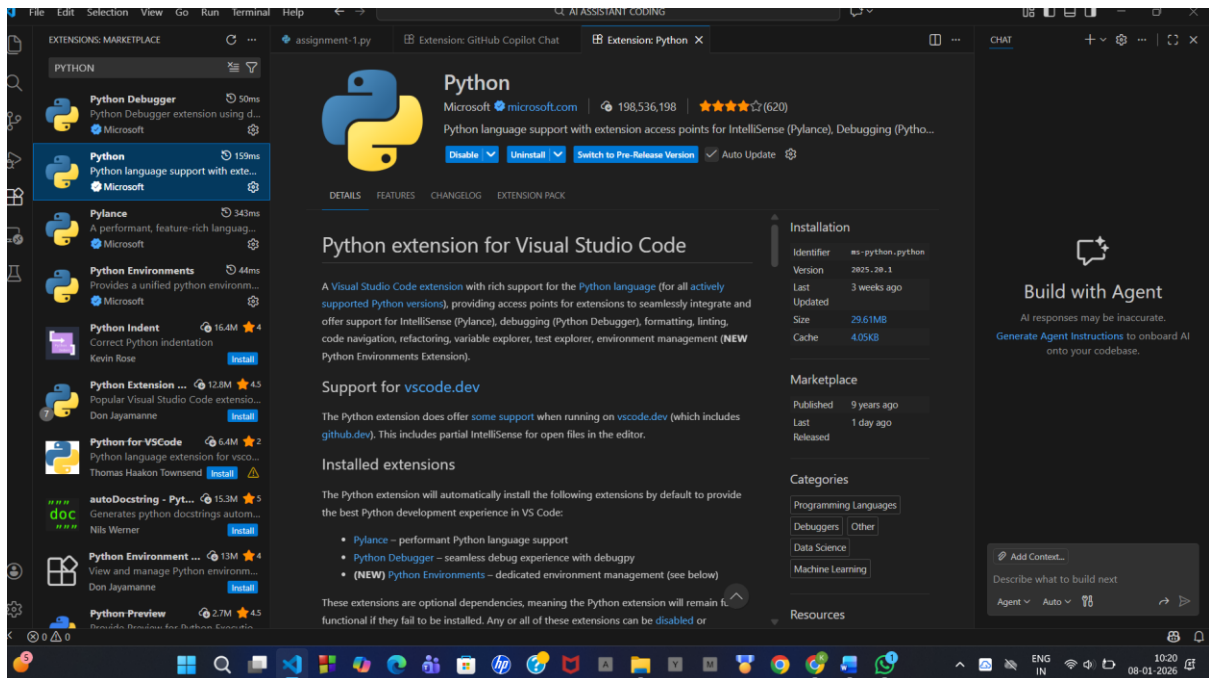 File Edit Selection View Go Run Terminal Help
AI ASSISTANT CODING
EXTENSIONS: MARKETPLACE
PYTHON
Python Debugger 50ms
Python Debugger extension using d...
Microsoft
Python 159ms
Python language support with exte...
Microsoft
Pylance 343ms
A performant, feature-rich languag...
Microsoft
Python Environments 44ms
Provides a unified python environm...
Microsoft
Python Indent 16.4M 4
Correct Python indentation
Kevin Rose Install
Python Extension ... 12.8M 4.5
Popular Visual Studio Code extensio...
7
Don Jayamanne Install
Python for VSCode 6.4M 2
Python language extension for vsco...
Thomas Haakon Townsend Install
autoDocstring - Pyt... 15.3M 5
doc
Generates python docstrings autom...
Nils Werner Install
Python Environment ... 13M 4
View and manage Python environm...
Don Jayamanne Install
Python Preview 2.7M 4.5
Provide Preview for Python Executio...
assignment-1.py Extension: GitHub Copilot Chat Extension: Python
Python
Microsoft microsoft.com 198,536,198 (620)
Python language support with extension access points for IntelliSense (Pylance), Debugging (Pytho...
Disable Uninstall Switch to Pre-Release Version Auto Update
DETAILS FEATURES CHANGELOG EXTENSION PACK
Python extension for Visual Studio Code
A Visual Studio Code extension with rich support for the Python language (for all actively
supported Python versions), providing access points for extensions to seamlessly integrate and
offer support for IntelliSense (Pylance), debugging (Python Debugger), formatting, linting,
code navigation, refactoring, variable explorer, test explorer, environment management (NEW
Python Environments Extension).
Support for vscode.dev
The Python extension does offer some support when running on vscode.dev (which includes
github.dev). This includes partial IntelliSense for open files in the editor.
Installed extensions
The Python extension will automatically install the following extensions by default to provide
the best Python development experience in VS Code:
• Pylance – performant Python language support
• Python Debugger – seamless debug experience with debugpy
• (NEW) Python Environments – dedicated environment management (see below)
These extensions are optional dependencies, meaning the Python extension will remain fu
functional if they fail to be installed. Any or all of these extensions can be disabled or
Installation
Identifier ms-python.python
Version 2025.20.1
Last Updated 3 weeks ago
Size 29.61MB
Cache 4.05KB
Marketplace
Published 9 years ago
Last Released 1 day ago
Categories
Programming Languages
Debuggers Other
Data Science
Machine Learning
Resources
CHAT
Build with Agent
AI responses may be inaccurate.
Generate Agent Instructions to onboard AI
onto your codebase.
Add Context...
Describe what to build next
Agent Auto
0 0
5
hp
1
ENG
IN
10:20
08-01-2026